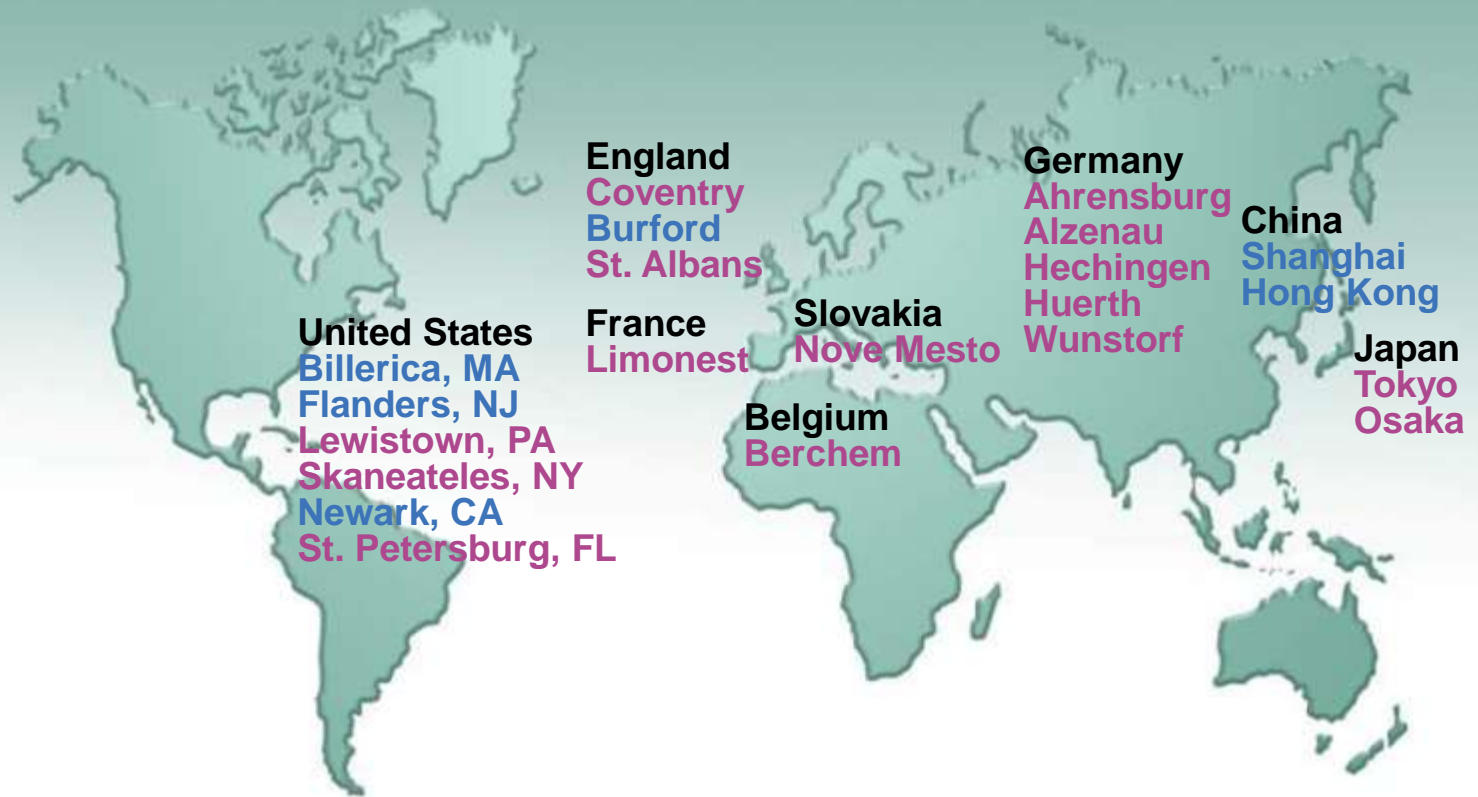 England
Coventry
Burford
St. Albans
France
Limonest
United States
Billerica, MA
Flanders, NJ
Lewistown, PA
Skaneateles, NY
Newark, CA
St. Petersburg, FL
Slovakia
Nove Mesto
Belgium
Berchem
Germany
Ahrensburg
Alzenau
Hechingen
Huerth
Wunstorf
China
Shanghai
Hong Kong
Japan
Tokyo
Osaka